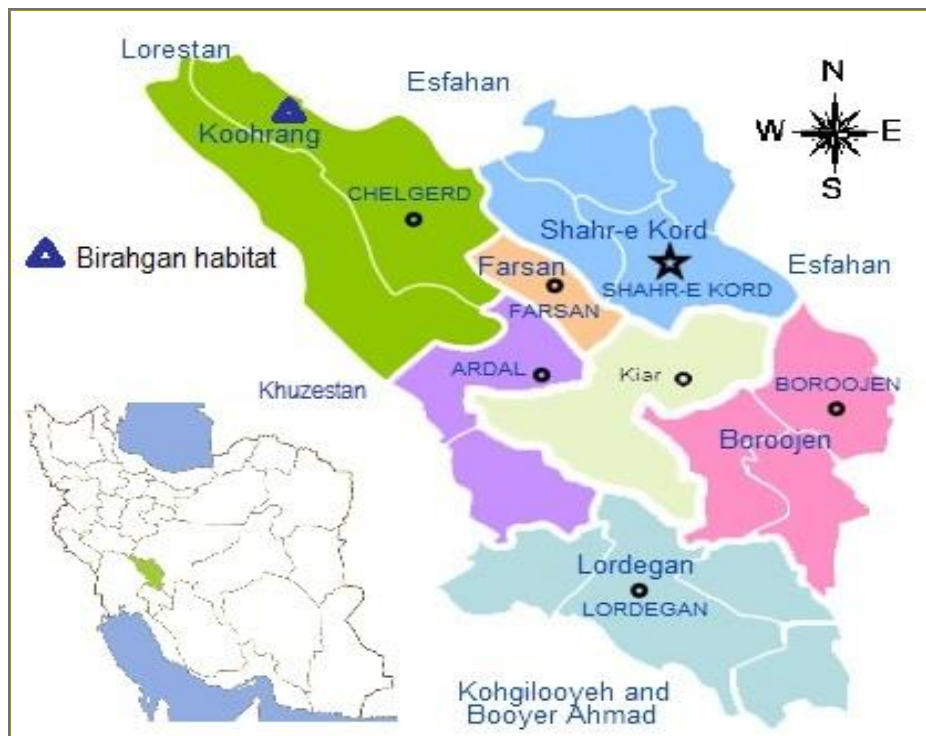 Lorestan
Esfahan
N
Koohrang
W E
S
CHELGERD
Shahr-e Kord
Birahgan habitat
Farsan
Esfahan
SHAHR-E KORD
FARSAN
ARDAL
Kiar
Khuzestan
BOROOJEN
Boroojen
Lordegan
LORDEGAN
Kohgilooyeh and
Booyer Ahmad